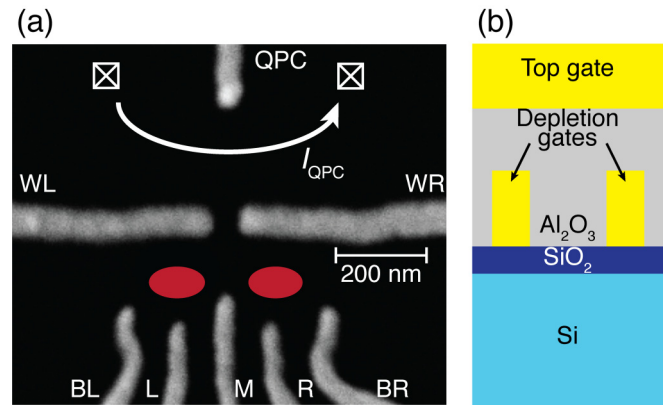 (a)
QPC
I_QPC
WL
WR
200 nm
BL
L
M
R
BR
(b)
Top gate
Depletion
gates
Al₂O₃
SiO₂
Si